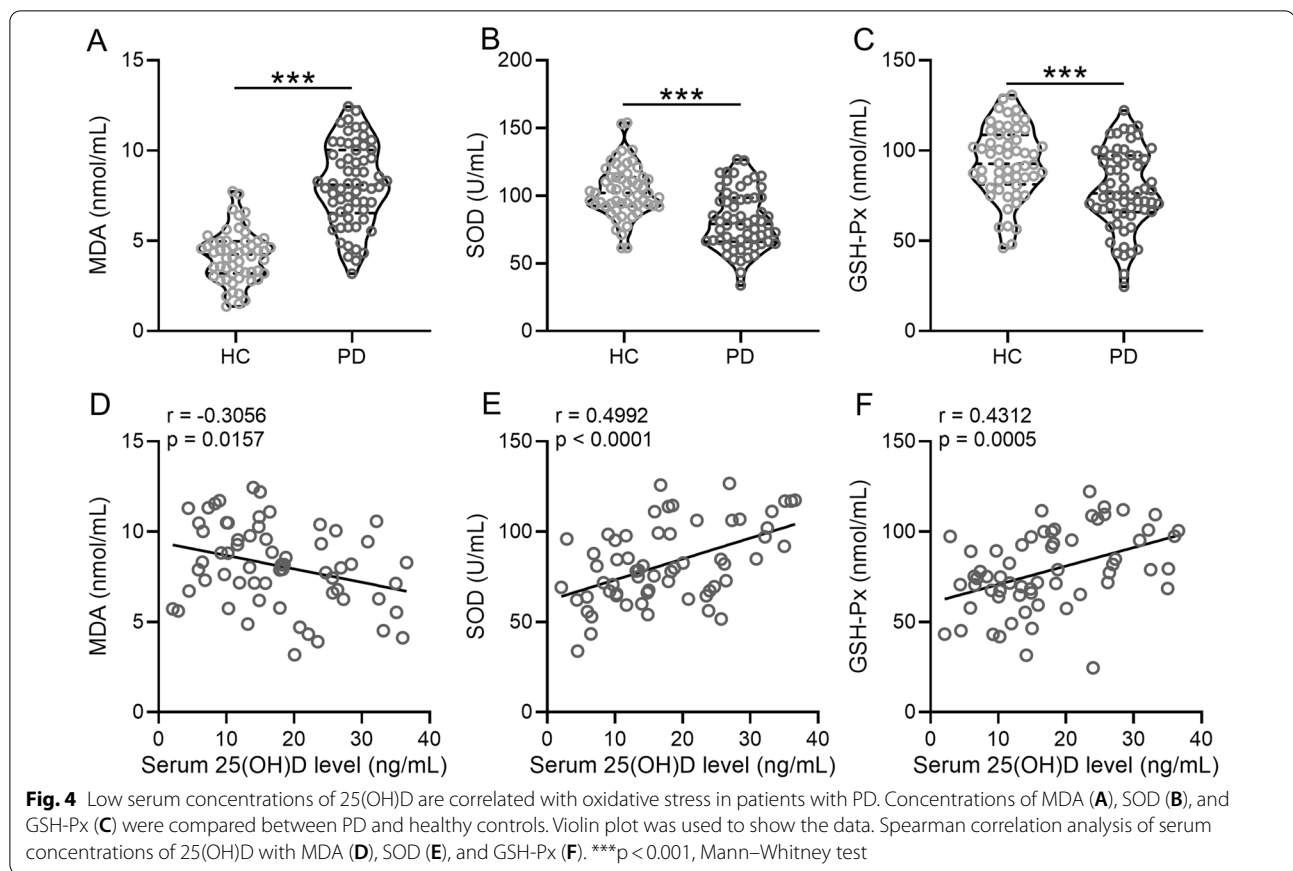 A
B
C
15
10
5
0
MDA (nmol/mL)
***
HC
PD
200
150
100
50
0
SOD (U/mL)
***
HC
PD
150
100
50
0
GSH-Px (nmol/mL)
***
HC
PD
D
r = -0.3056
p = 0.0157
15
10
5
0
MDA (nmol/mL)
0
10
20
30
40
Serum 25(OH)D level (ng/mL)
E
r = 0.4992
p < 0.0001
150
100
50
0
SOD (U/mL)
0
10
20
30
40
Serum 25(OH)D level (ng/mL)
F
r = 0.4312
p = 0.0005
150
100
50
0
GSH-Px (nmol/mL)
0
10
20
30
40
Serum 25(OH)D level (ng/mL)
Fig. 4 Low serum concentrations of 25(OH)D are correlated with oxidative stress in patients with PD. Concentrations of MDA (A), SOD (B), and
GSH-Px (C) were compared between PD and healthy controls. Violin plot was used to show the data. Spearman correlation analysis of serum
concentrations of 25(OH)D with MDA (D), SOD (E), and GSH-Px (F). ***p < 0.001, Mann–Whitney test